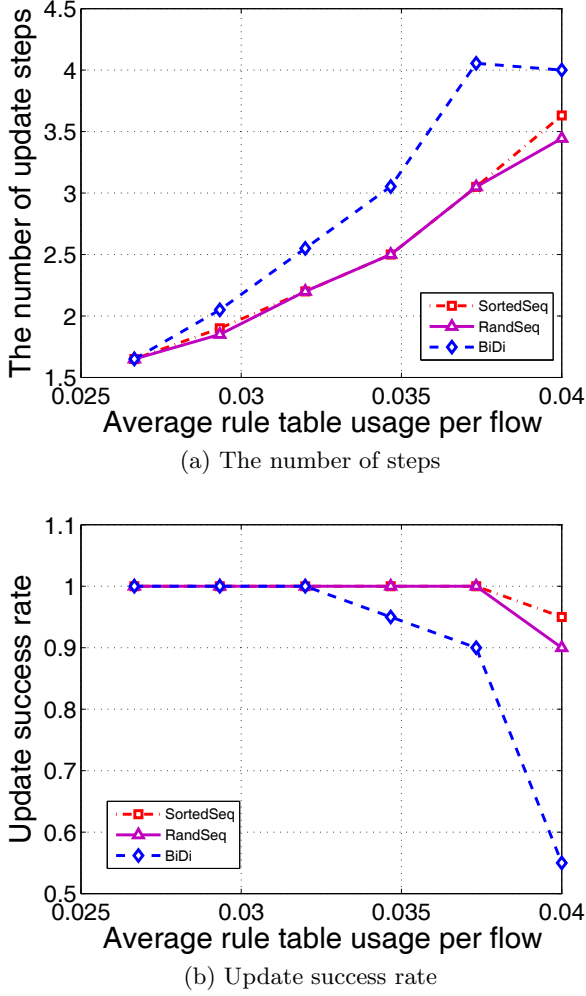 4.5
4
3.5
3
2.5
2
1.5
The number of update steps
SortedSeq
RandSeq
BiDi
0.025 0.03 0.035 0.04
Average rule table usage per flow
(a) The number of steps
1.1
1
0.9
0.8
0.7
0.6
0.5
Update success rate
SortedSeq
RandSeq
BiDi
0.025 0.03 0.035 0.04
Average rule table usage per flow
(b) Update success rate